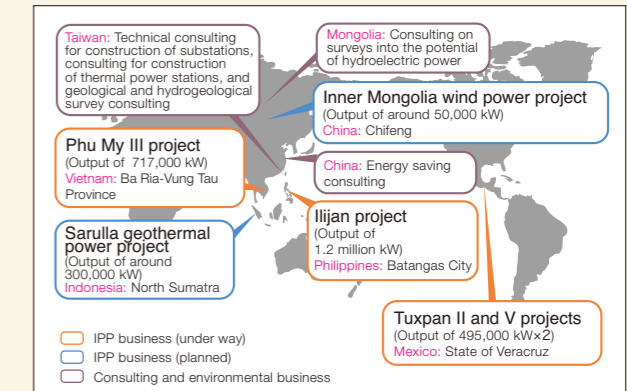 Taiwan: Technical consulting
for construction of substations,
consulting for construction
of thermal power stations, and
geological and hydrogeological
survey consulting
Mongolia: Consulting on
surveys into the potential
of hydroelectric power
Inner Mongolia wind power project
(Output of around 50,000 kW)
China: Chifeng
Phu My III project
(Output of 717,000 kW)
Vietnam: Ba Ria-Vung Tau
Province
China: Energy saving
consulting
Ilijan project
(Output of
1.2 million kW)
Philippines: Batangas City
Sarulla geothermal
power project
(Output of around
300,000 kW)
Indonesia: North Sumatra
Tuxpan II and V projects
(Output of 495,000 kW×2)
Mexico: State of Veracruz
IPP business (under way)
IPP business (planned)
Consulting and environmental business